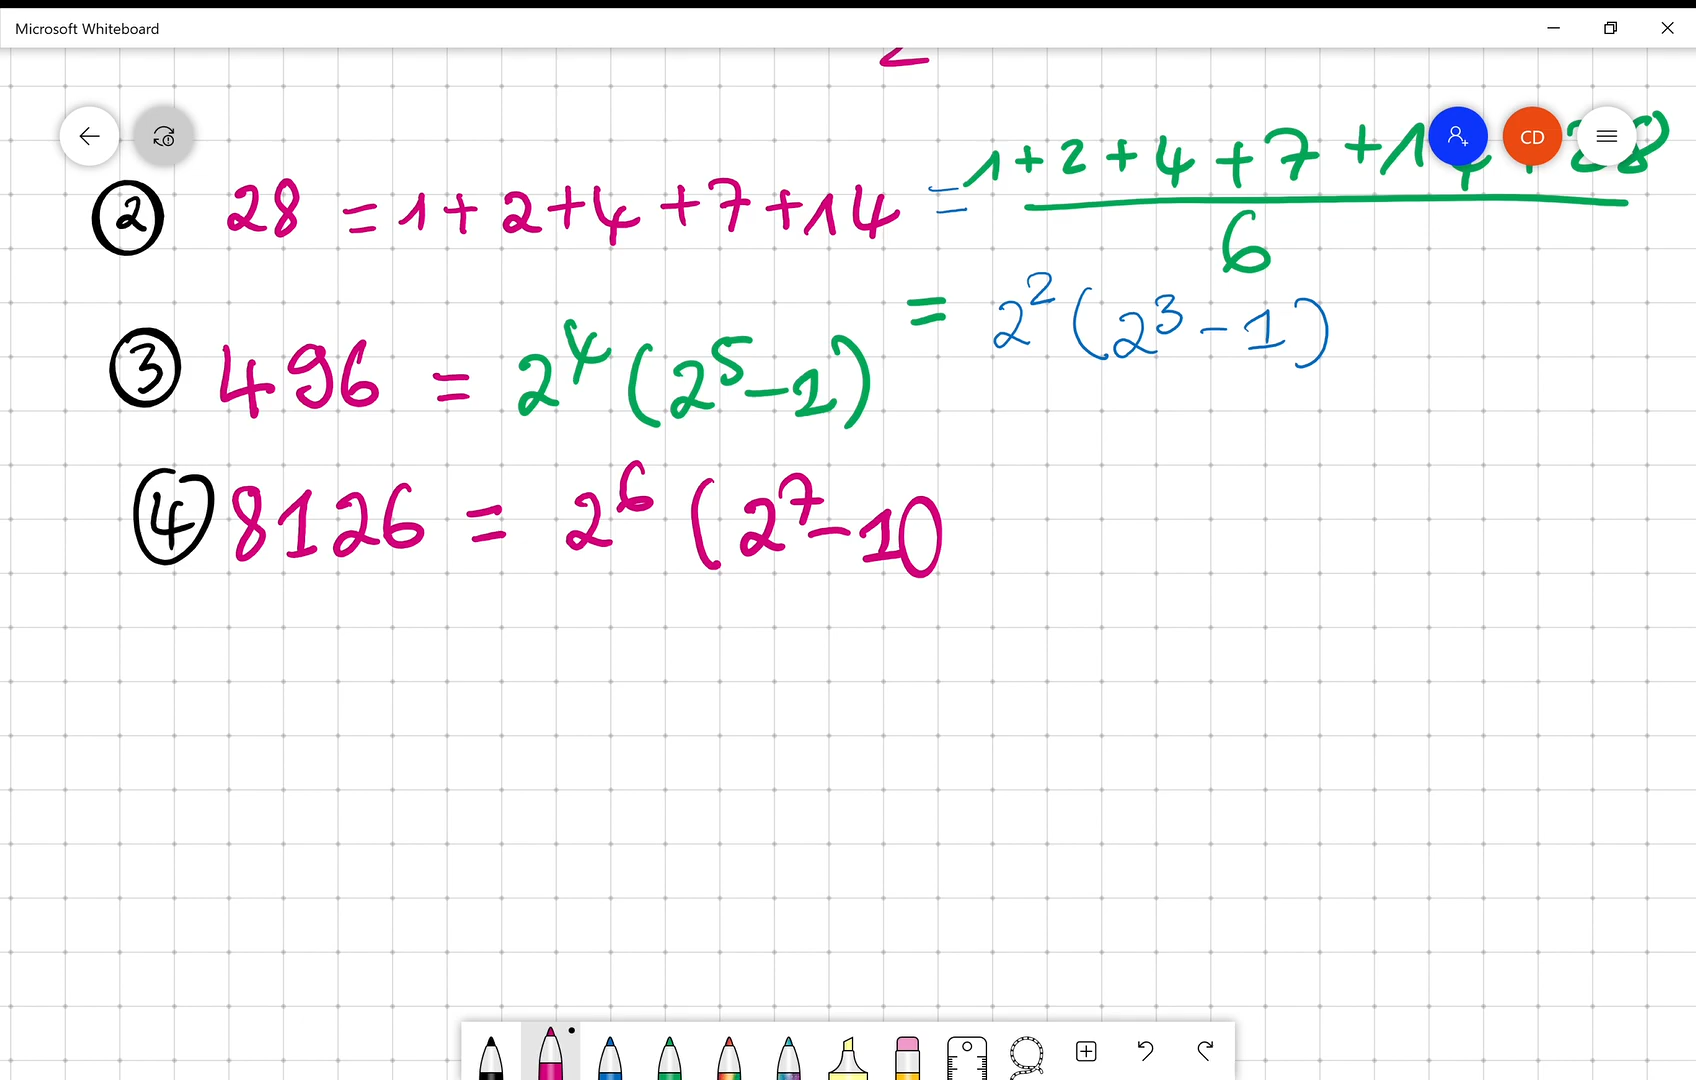 Microsoft Whiteboard
CD
② 28 = 1 + 2 + 4 + 7 + 14 = 1 + 2 + 4 + 7 + 14 + 28
6
= 2² (2³ - 1)
③ 496 = 2⁴ (2⁵ - 1)
④ 8126 = 2⁶ (2⁷ - 1)